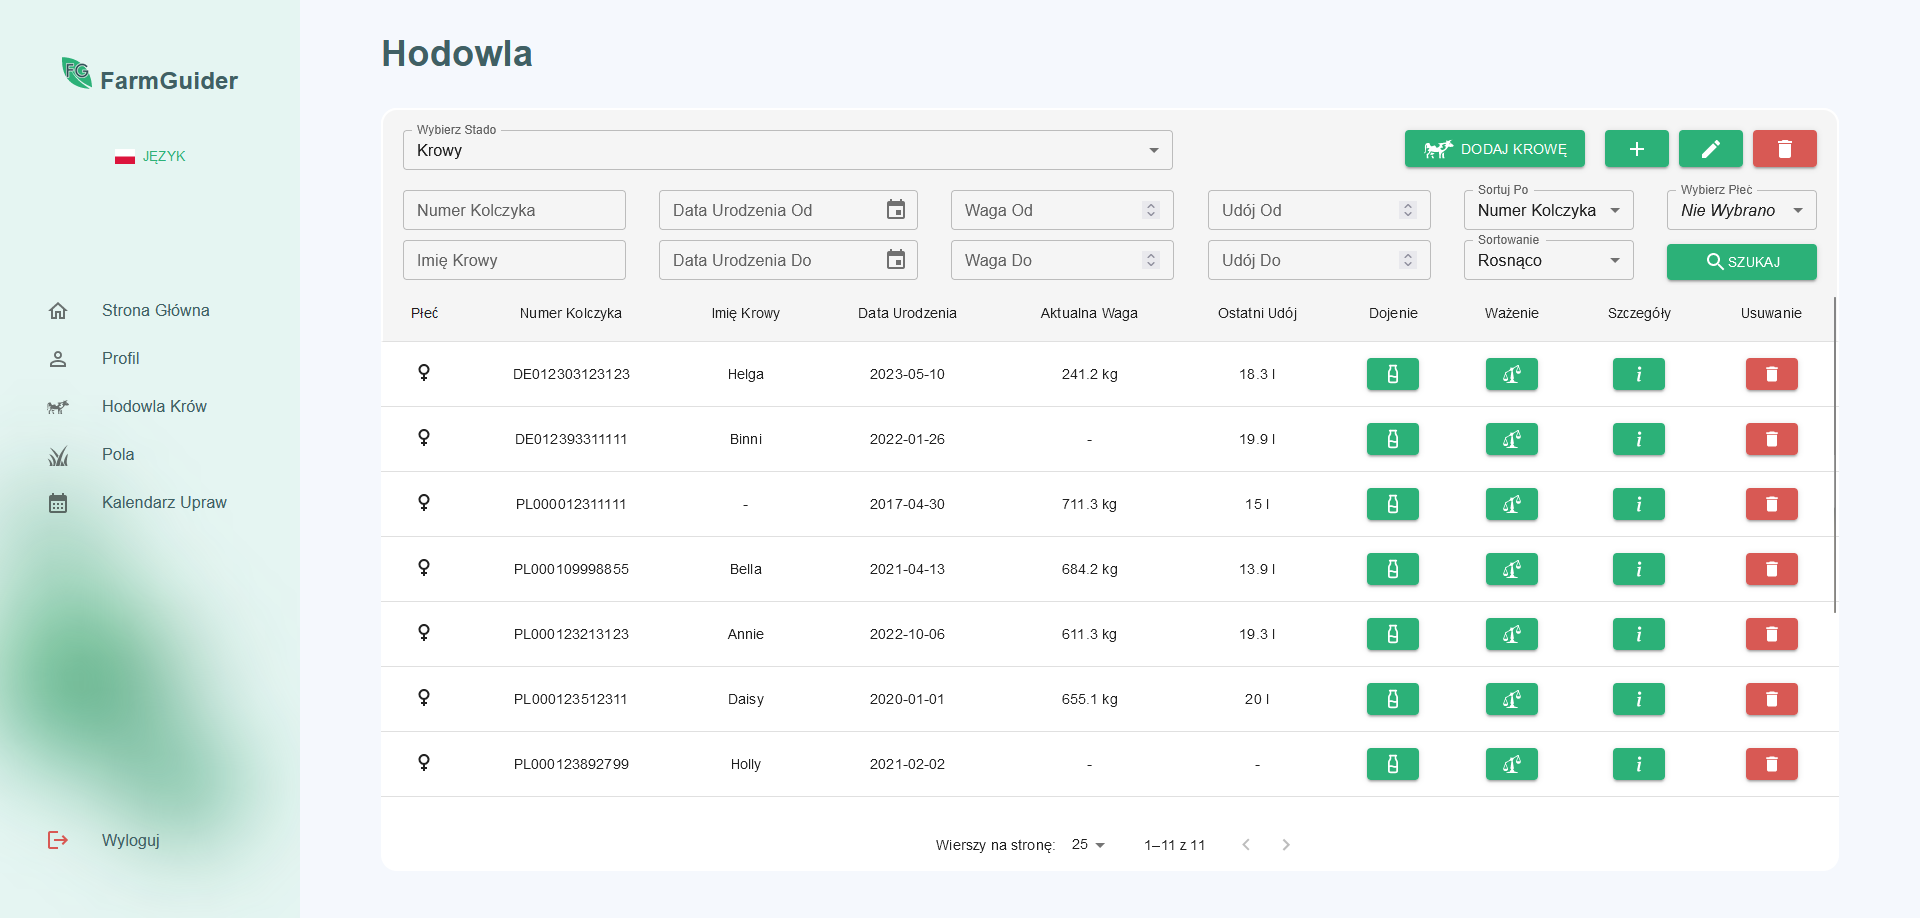 FG FarmGuider
JĘZYK
Strona Główna
Profil
Hodowla Krów
Pola
Kalendarz Upraw
Wyloguj
Hodowla
Wybierz Stado
Krowy
DODAJ KROWĘ
Numer Kolczyka
Data Urodzenia Od
Waga Od
Udój Od
Sortuj Po
Numer Kolczyka
Wybierz Płeć
Nie Wybrano
Imię Krowy
Data Urodzenia Do
Waga Do
Udój Do
Sortowanie
Rosnąco
SZUKAJ
Płeć Numer Kolczyka Imię Krowy Data Urodzenia Aktualna Waga Ostatni Udój Dojenie Ważenie Szczegóły Usuwanie
DE012303123123 Helga 2023-05-10 241.2 kg 18.3 l
DE012393311111 Binni 2022-01-26 - 19.9 l
PL000012311111 - 2017-04-30 711.3 kg 15 l
PL000109998855 Bella 2021-04-13 684.2 kg 13.9 l
PL000123213123 Annie 2022-10-06 611.3 kg 19.3 l
PL000123512311 Daisy 2020-01-01 655.1 kg 20 l
PL000123892799 Holly 2021-02-02 - -
Wierszy na stronę: 25 1–11 z 11